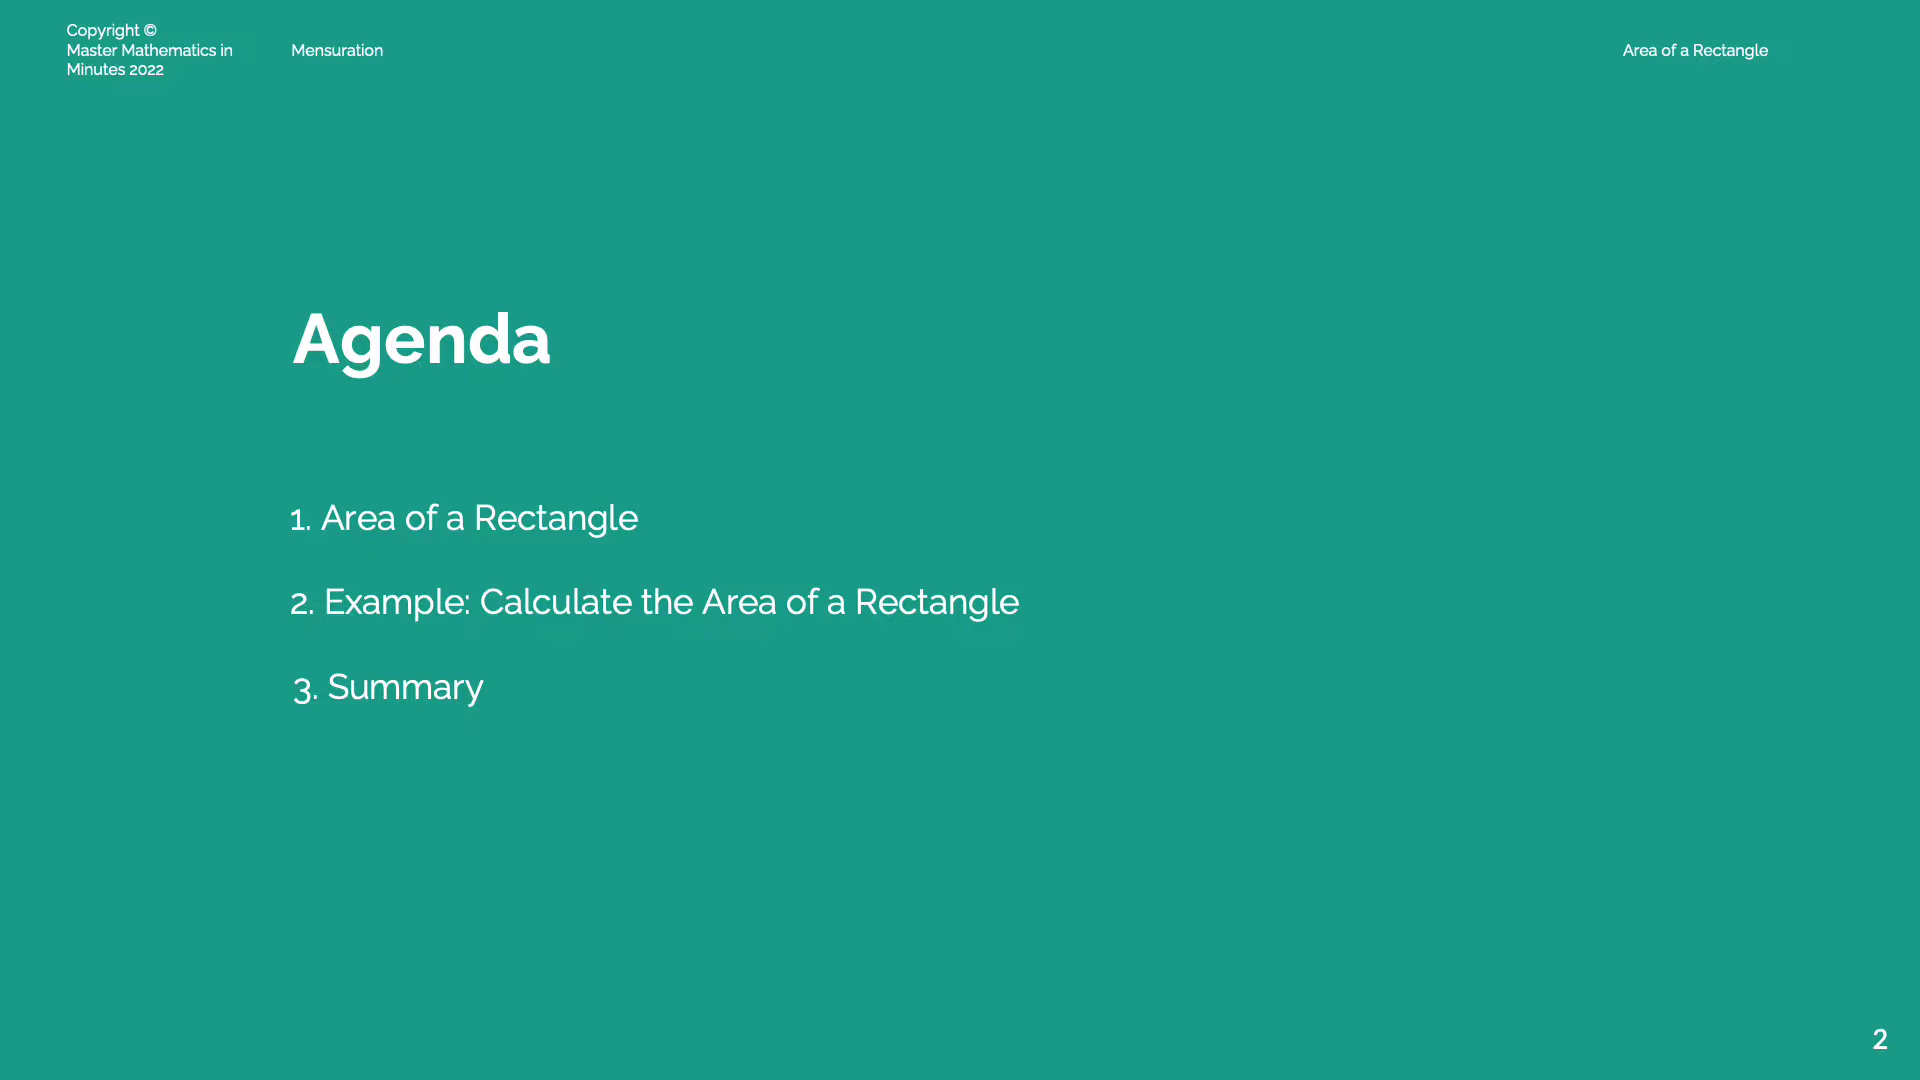 Copyright ©
Master Mathematics in
Minutes 2022
Mensuration
Area of a Rectangle
Agenda
1. Area of a Rectangle
2. Example: Calculate the Area of a Rectangle
3. Summary
2